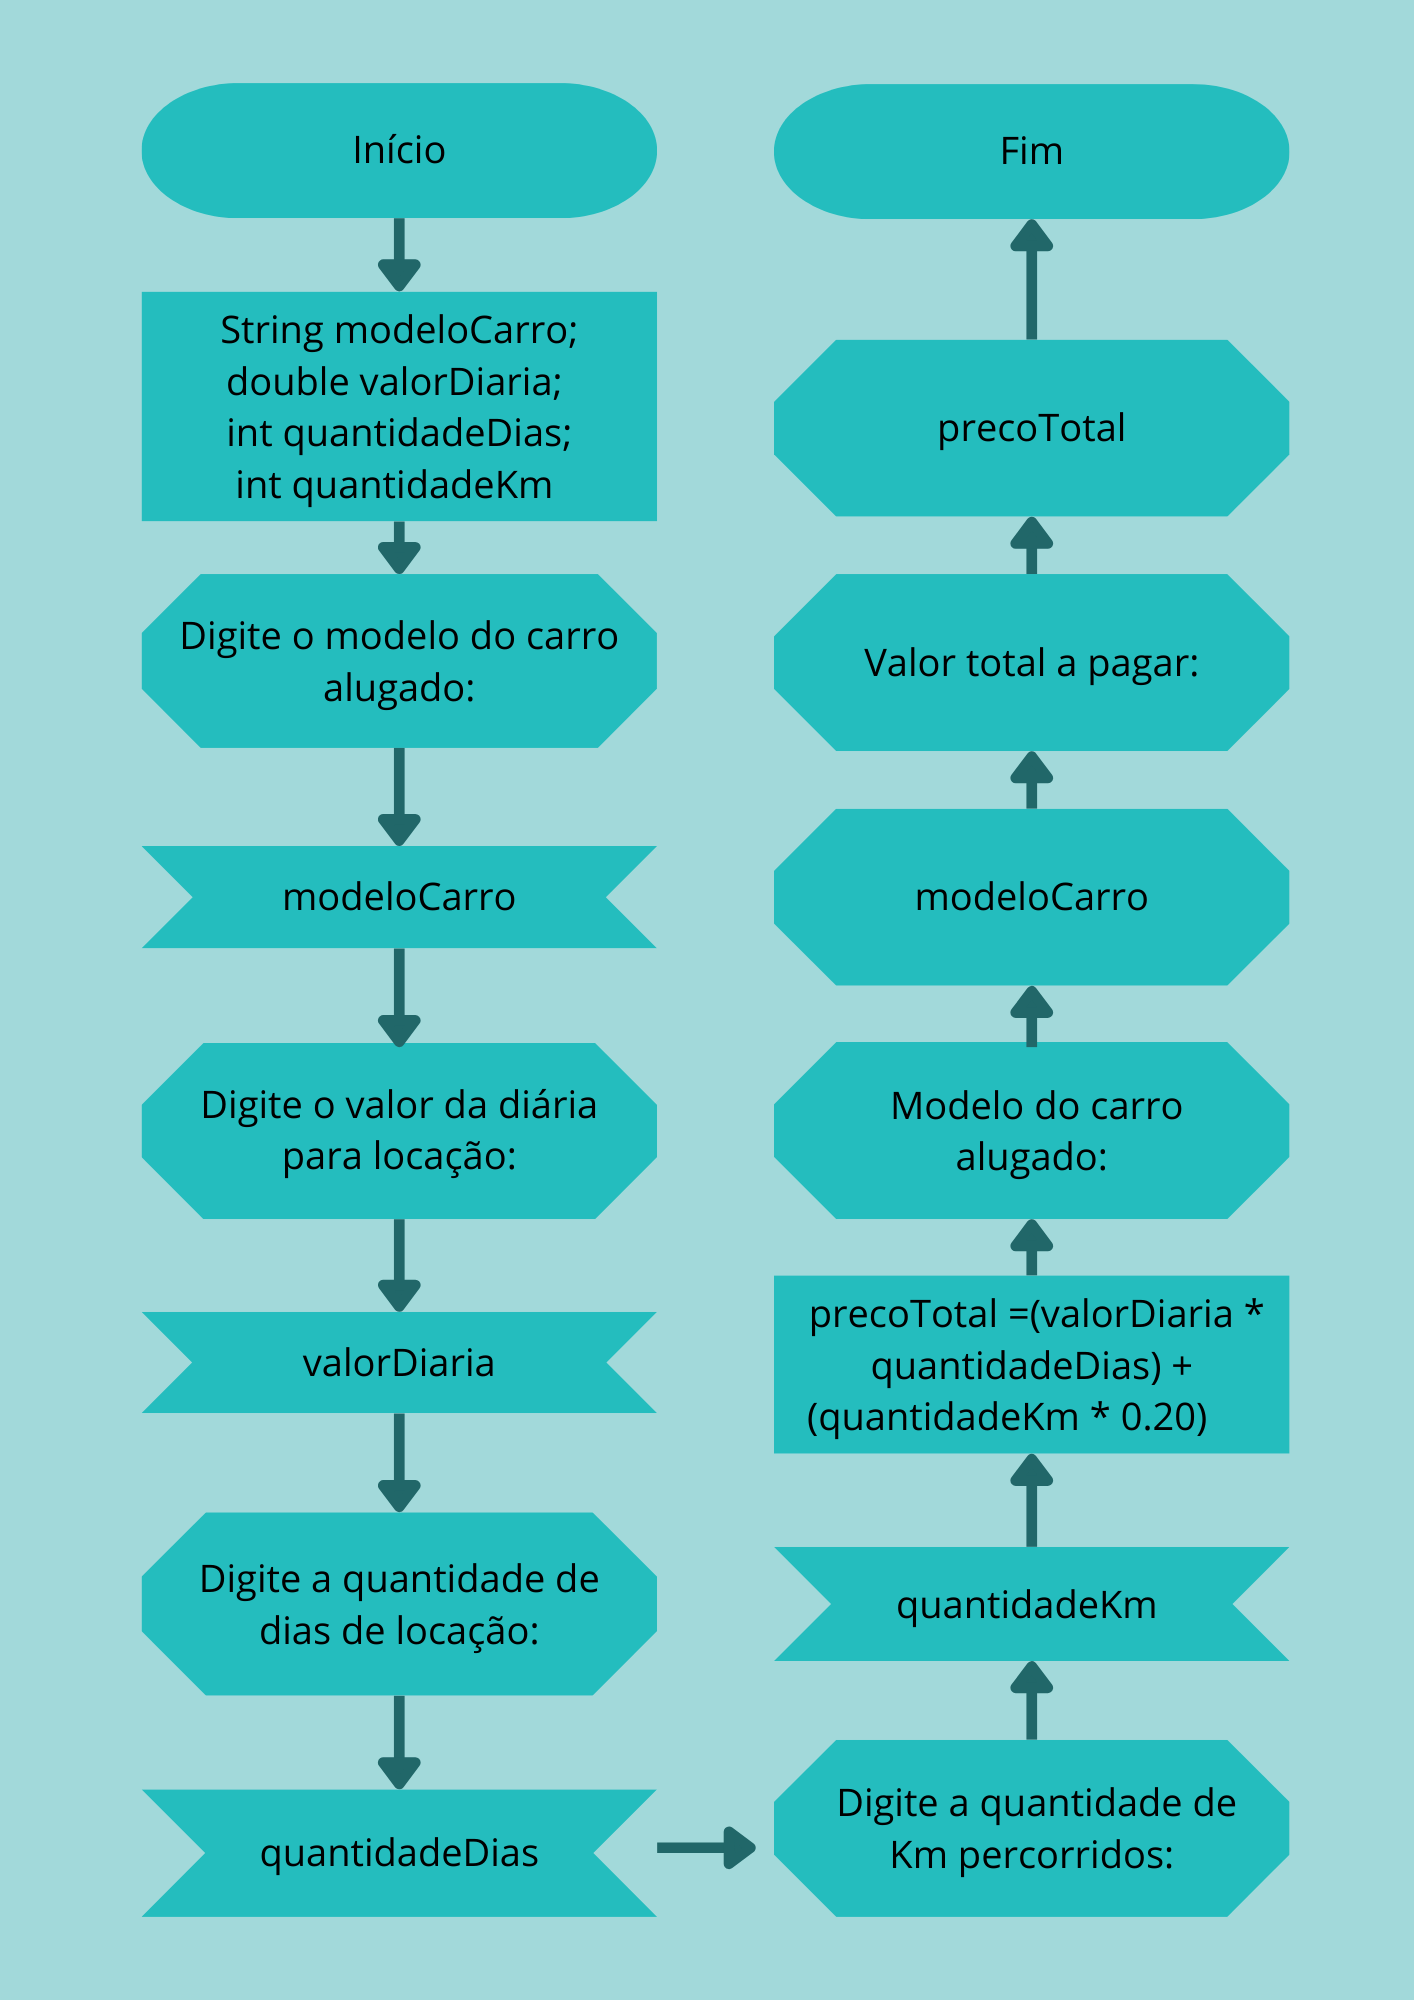 Início
String modeloCarro;
double valorDiaria;
int quantidadeDias;
int quantidadeKm
Digite o modelo do carro
alugado:
modeloCarro
Digite o valor da diária
para locação:
valorDiaria
Digite a quantidade de
dias de locação:
quantidadeDias
Digite a quantidade de
Km percorridos:
quantidadeKm
precoTotal =(valorDiaria *
quantidadeDias) +
(quantidadeKm * 0.20)
Modelo do carro
alugado:
modeloCarro
Valor total a pagar:
precoTotal
Fim